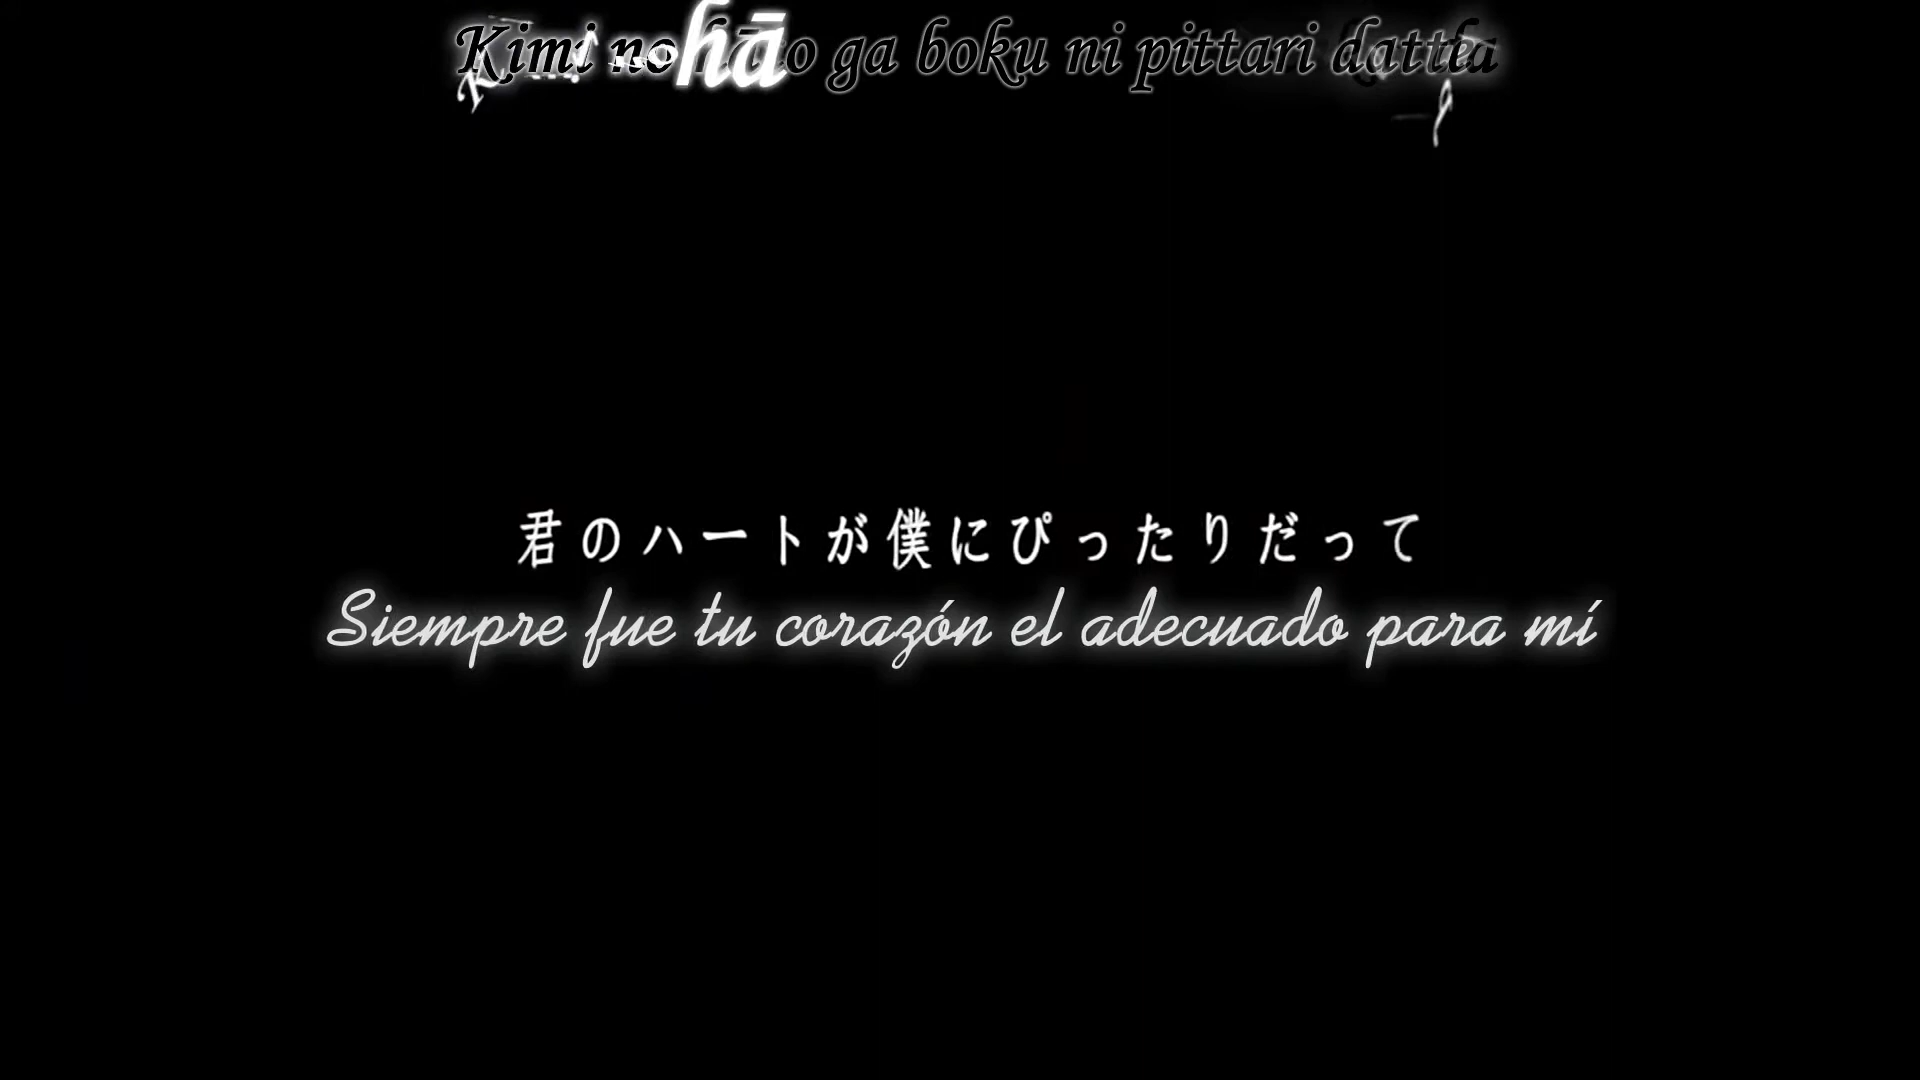 Kimi no hāto ga boku ni pittari datta
君のハートが僕にぴったりだって
Siempre fue tu corazón el adecuado para mí